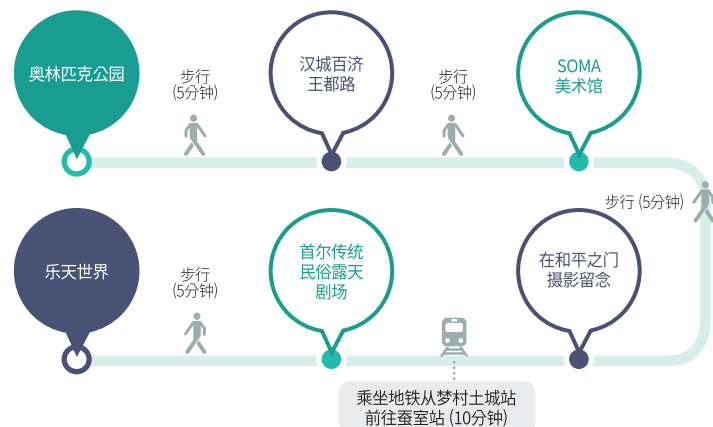 奥林匹克公园
步行
(5分钟)
汉城百济
王都路
步行
(5分钟)
SOMA
美术馆
步行 (5分钟)
在和平之门
摄影留念
乘坐地铁从梦村土城站
前往蚕室站 (10分钟)
首尔传统
民俗露天
剧场
步行
(5分钟)
乐天世界